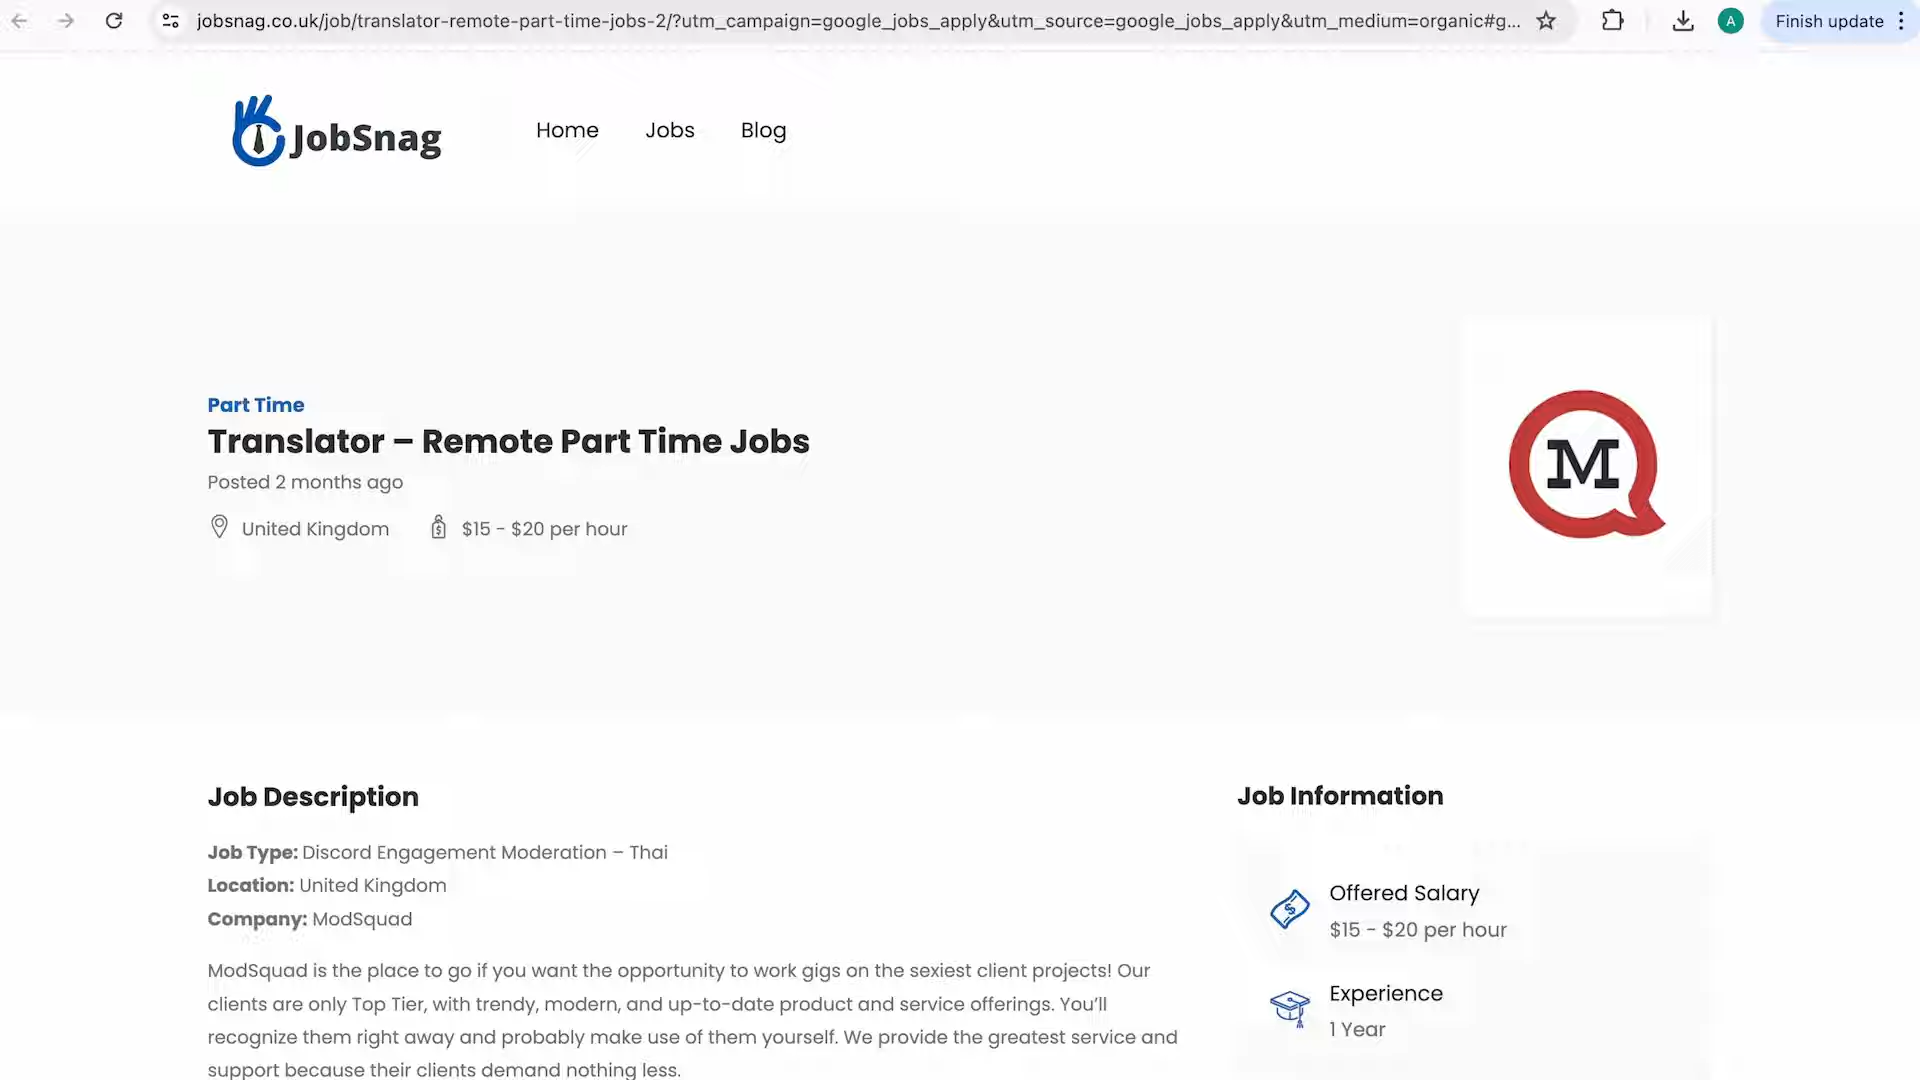 jobsnag.co.uk/job/translator-remote-part-time-jobs-2/?utm_campaign=google_jobs_apply&utm_source=google_jobs_apply&utm_medium=organic#g...
A
Finish update
JobSnag
Home
Jobs
Blog
Part Time
Translator – Remote Part Time Jobs
Posted 2 months ago
United Kingdom
$15 - $20 per hour
M
Job Description
Job Type: Discord Engagement Moderation – Thai
Location: United Kingdom
Company: ModSquad
ModSquad is the place to go if you want the opportunity to work gigs on the sexiest client projects! Our
clients are only Top Tier, with trendy, modern, and up-to-date product and service offerings. You’ll
recognize them right away and probably make use of them yourself. We provide the greatest service and
support because their clients demand nothing less.
Job Information
Offered Salary
$15 - $20 per hour
Experience
1 Year